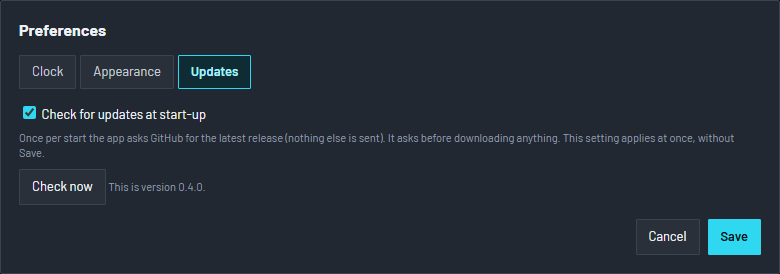 Preferences
Clock
Appearance
Updates
Check for updates at start-up
Once per start the app asks GitHub for the latest release (nothing else is sent). It asks before downloading anything. This setting applies at once, without
Save.
Check now This is version 0.4.0.
Cancel
Save